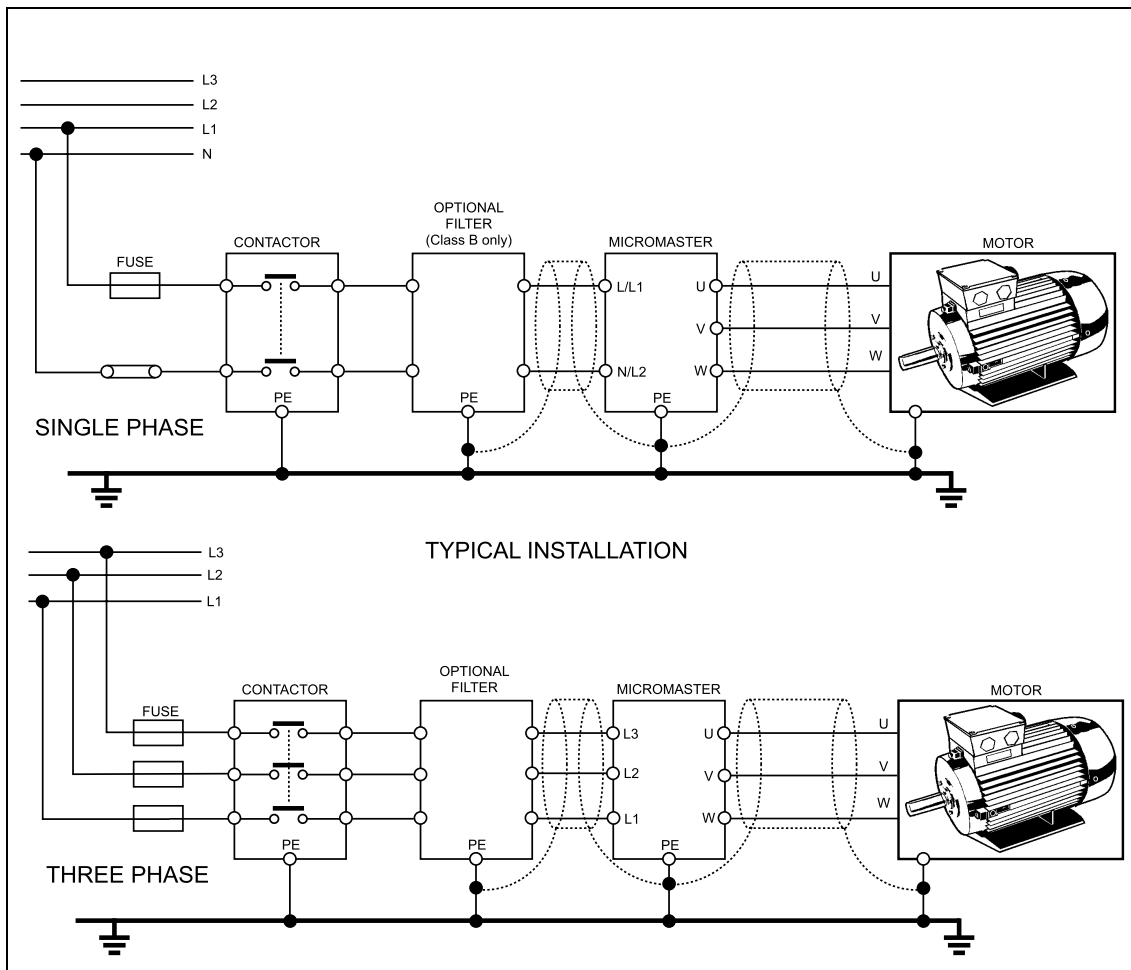 L3
L2
L1
N
OPTIONAL
FILTER
(Class B only)
CONTACTOR
MICROMASTER
MOTOR
FUSE
L/L1
U
U
V
V
N/L2
W
W
PE
PE
PE
SINGLE PHASE
TYPICAL INSTALLATION
L3
L2
L1
OPTIONAL
FILTER
CONTACTOR
MICROMASTER
MOTOR
FUSE
L3
U
U
L2
V
V
L1
W
W
PE
PE
PE
THREE PHASE